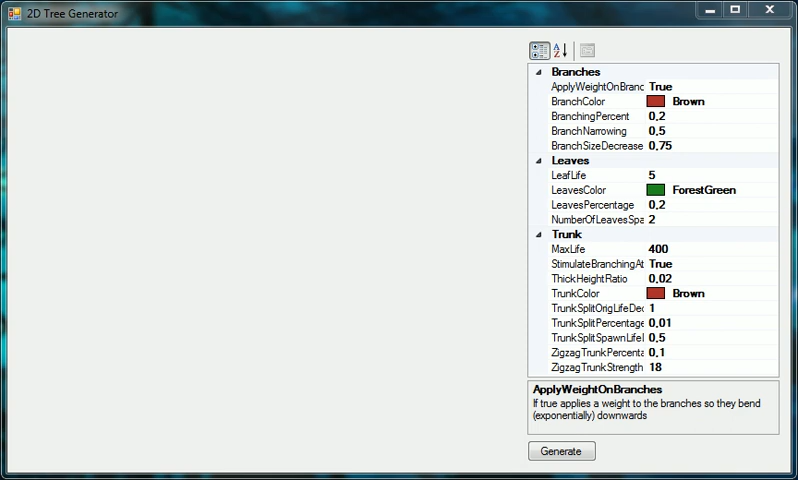 2D Tree Generator
Branches
ApplyWeightOnBranc True
BranchColor Brown
BranchingPercent 0,2
BranchNarrowing 0,5
BranchSizeDecrease 0,75
Leaves
LeafLife 5
LeavesColor ForestGreen
LeavesPercentage 0,2
NumberOfLeavesSpa 2
Trunk
MaxLife 400
StimulateBranchingAt True
ThickHeightRatio 0,02
TrunkColor Brown
TrunkSplitOrigLifeDec 1
TrunkSplitPercentage 0,01
TrunkSplitSpawnLifeI 0,5
ZigzagTrunkPercenta 0,1
ZigzagTrunkStrength 18
ApplyWeightOnBranches
If true applies a weight to the branches so they bend
(exponentially) downwards
Generate